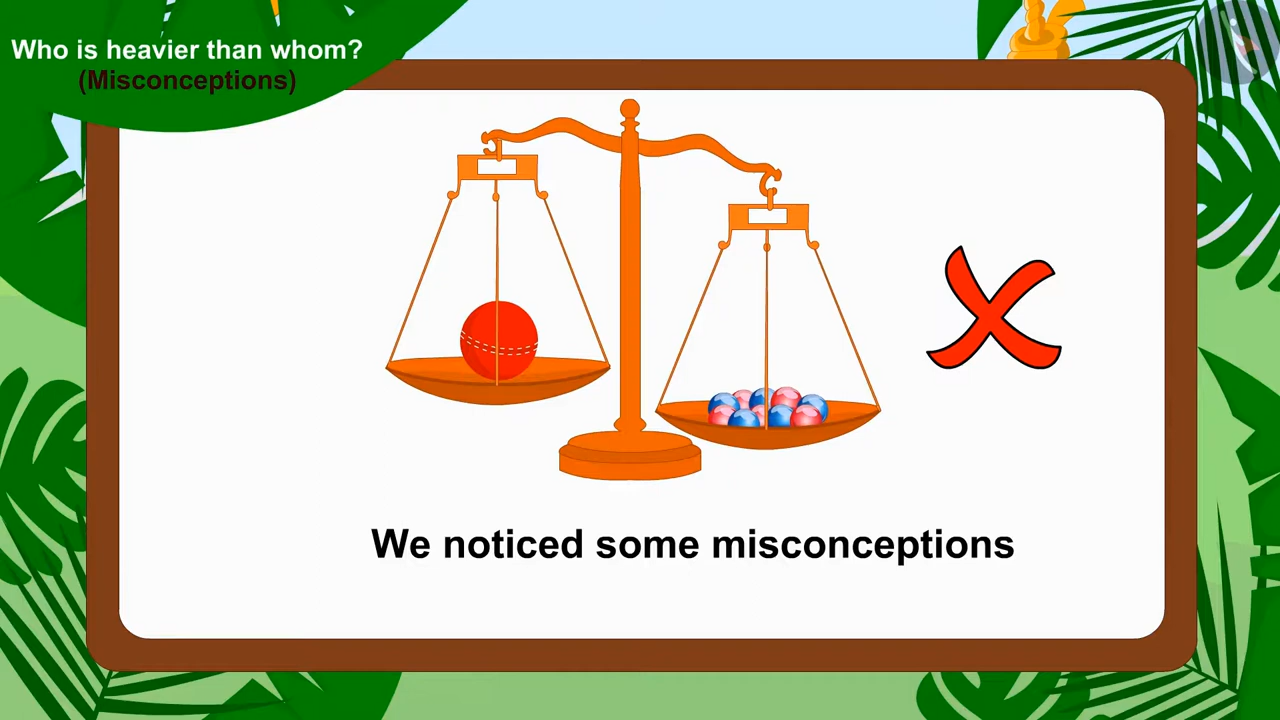 Who is heavier than whom?
(Misconceptions)
We noticed some misconceptions